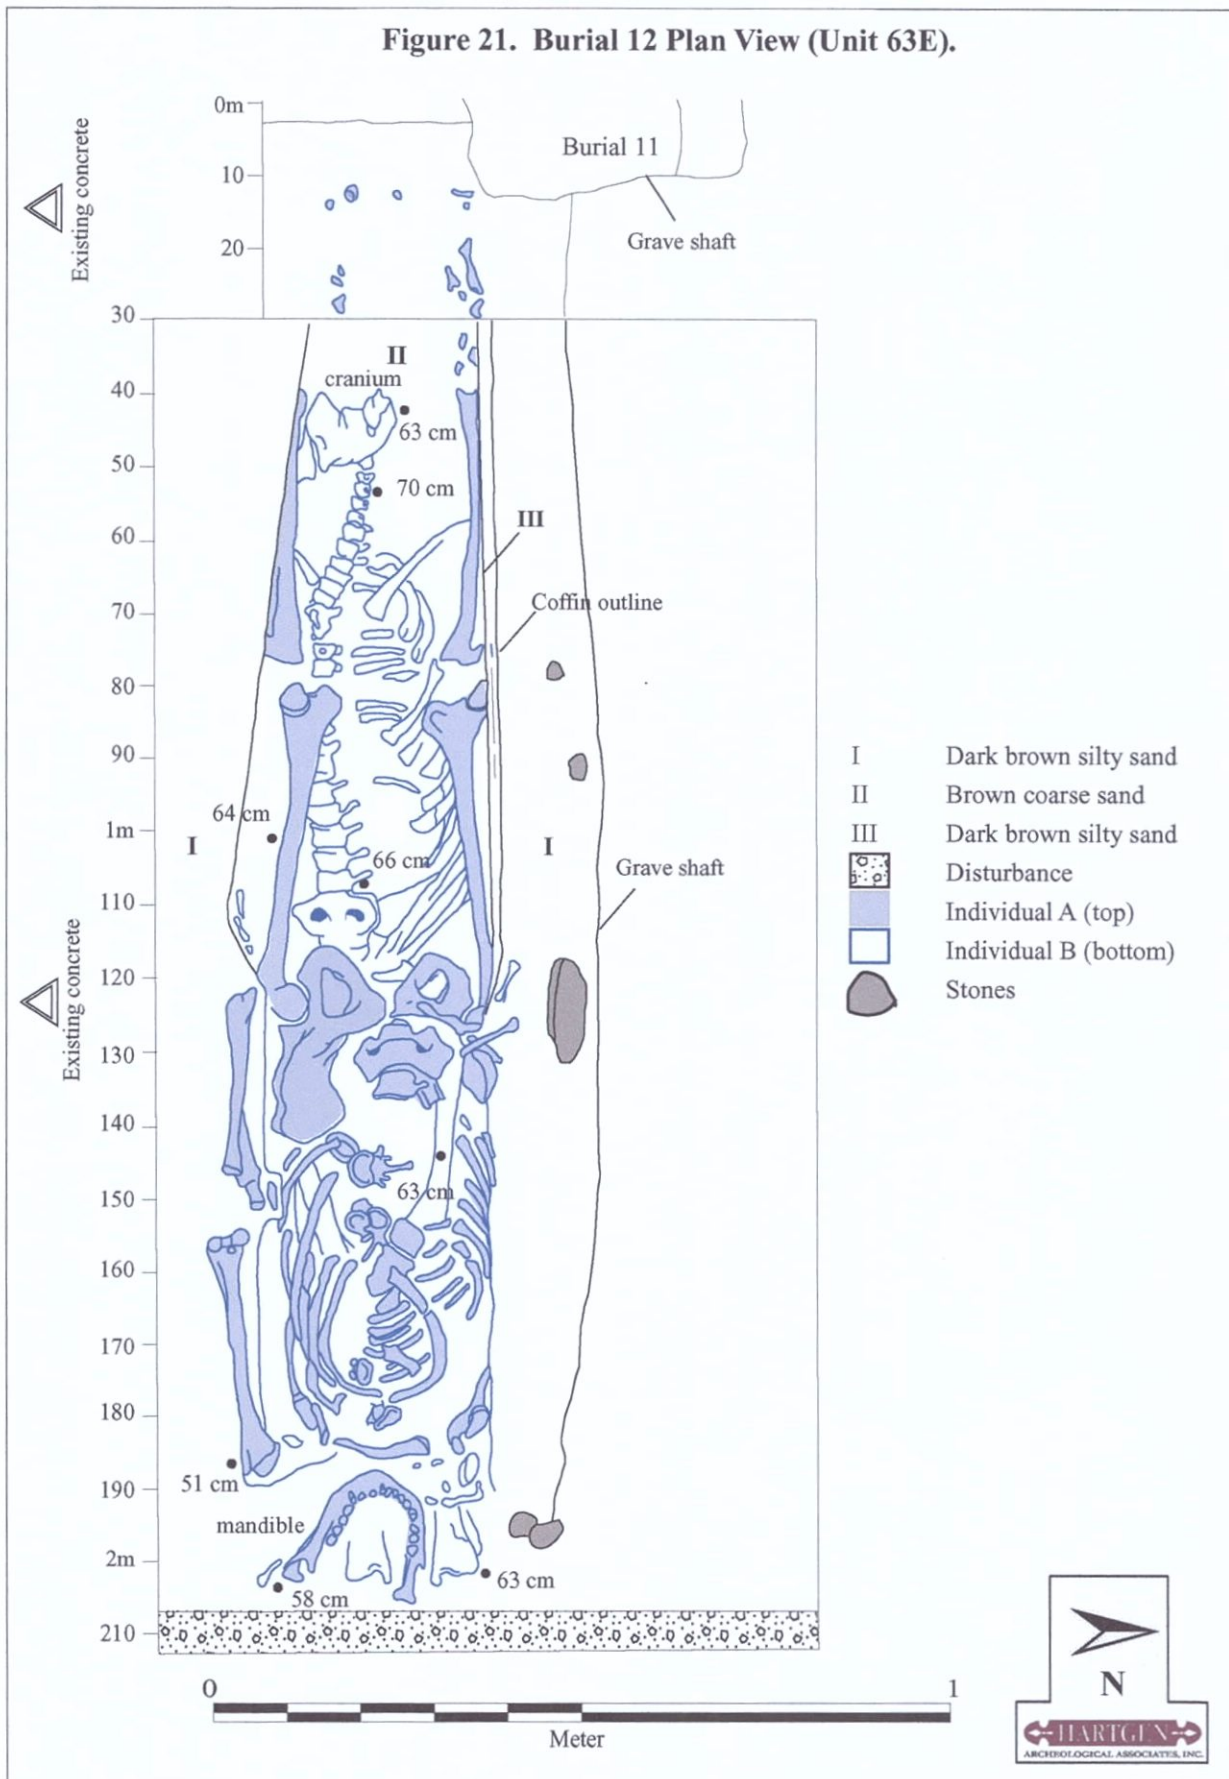 Figure 21. Burial 12 Plan View (Unit 63E).
0m
Burial 11
10
Existing concrete
Grave shaft
20
30
II
cranium
40
63 cm
50
70 cm
III
60
Coffin outline
70
80
90
I Dark brown silty sand
II Brown coarse sand
64 cm
1m
I
66 cm
I
III Dark brown silty sand
Grave shaft
Disturbance
110
Individual A (top)
Individual B (bottom)
120
Stones
Existing concrete
130
140
150
63 cm
160
170
180
51 cm
190
mandible
2m
63 cm
58 cm
210
N
0 1
Meter
HARTGEN
ARCHEOLOGICAL ASSOCIATES, INC.